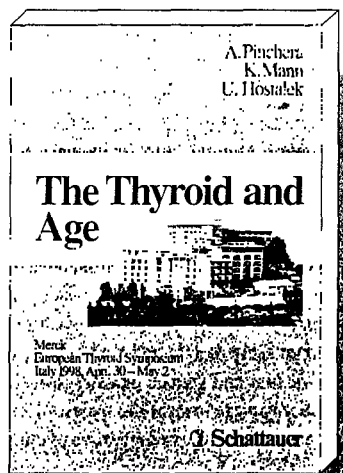 A. Pinchera
K. Mann
U. Hostalek
The Thyroid and
Age
Merck
European Thyroid Symposium
Italy 1998, Apr. 30 – May 2
Schattauer